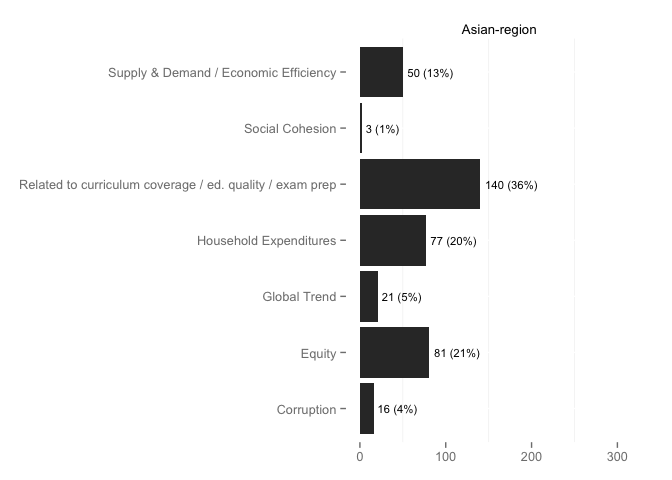 Asian-region
Supply & Demand / Economic Efficiency
50 (13%)
Social Cohesion
3 (1%)
Related to curriculum coverage / ed. quality / exam prep
140 (36%)
Household Expenditures
77 (20%)
Global Trend
21 (5%)
Equity
81 (21%)
Corruption
16 (4%)
0 100 200 300